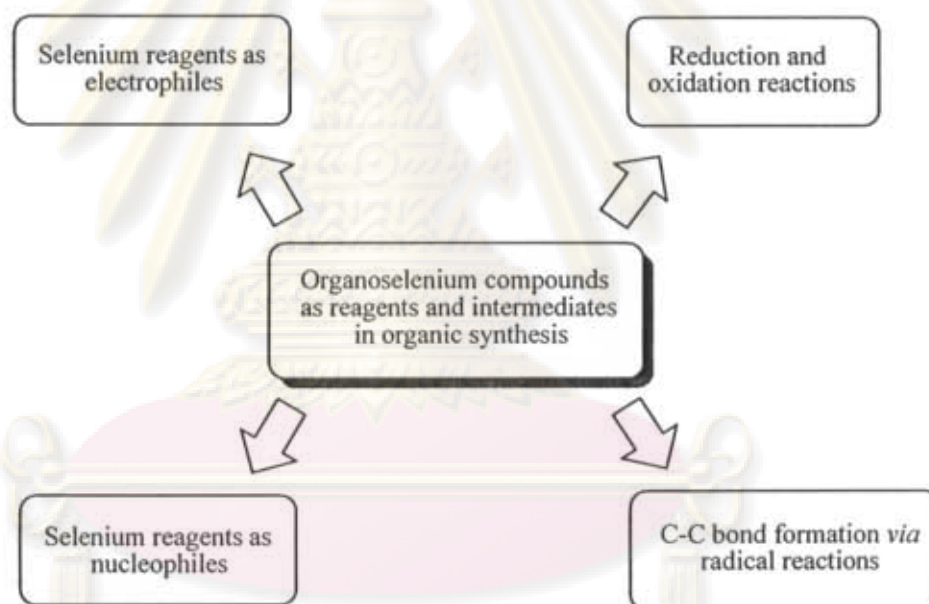 Selenium reagents as
electrophiles
Reduction and
oxidation reactions
Organoselenium compounds
as reagents and intermediates
in organic synthesis
Selenium reagents as
nucleophiles
C-C bond formation via
radical reactions